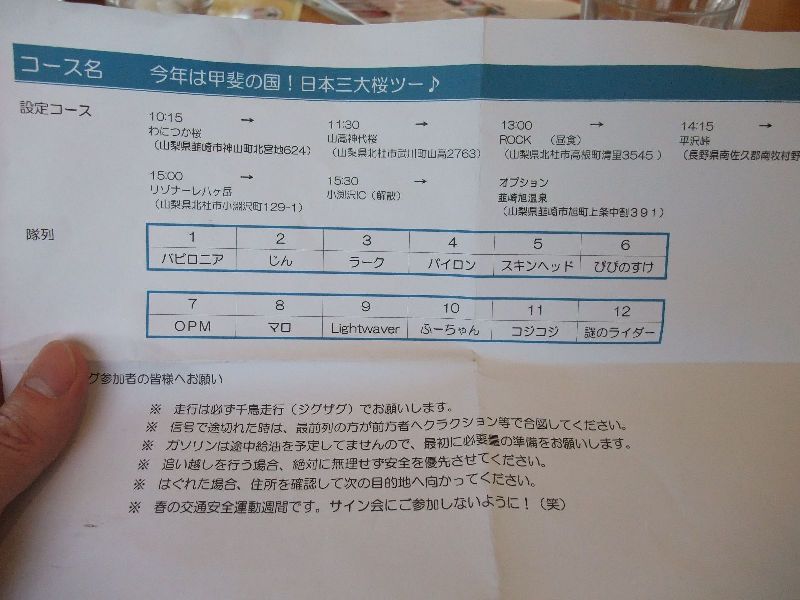 コース名 今年は甲斐の国！日本三大桜ツー♪
設定コース
10:15 → 11:30 → 13:00 → 14:15 →
わにつか桜 山高神代桜 ROCK （昼食） 平沢峠
（山梨県韮崎市神山町北宮地624） （山梨県北杜市武川町山高2763） （山梨県北杜市高根町清里3545） （長野県南佐久郡南牧村野
15:00 → 15:30 → オプション
リゾナーレ八ヶ岳 小淵沢IC（解散） 韮崎旭温泉
（山梨県北杜市小淵沢町129-1） （山梨県韮崎市旭町上条中割３９１）
隊列
1 2 3 4 5 6
バビロニア じん ラーク パイロン スキンヘッド ぴぴのすけ
7 8 9 10 11 12
OPM マロ Lightwaver ふーちゃん コジコジ 謎のライダー
グ参加者の皆様へお願い
※ 走行は必ず千鳥走行（ジグザグ）でお願いします。
※ 信号で途切れた時は、最前列の方が前方者へクラクション等で合図してください。
※ ガソリンは途中給油を予定してませんので、最初に必要量の準備をお願いします。
※ 追い越しを行う場合、絶対に無理せず安全を優先させてください。
※ はぐれた場合、住所を確認して次の目的地へ向かってください。
※ 春の交通安全運動週間です。サイン会にご参加しないように！（笑）